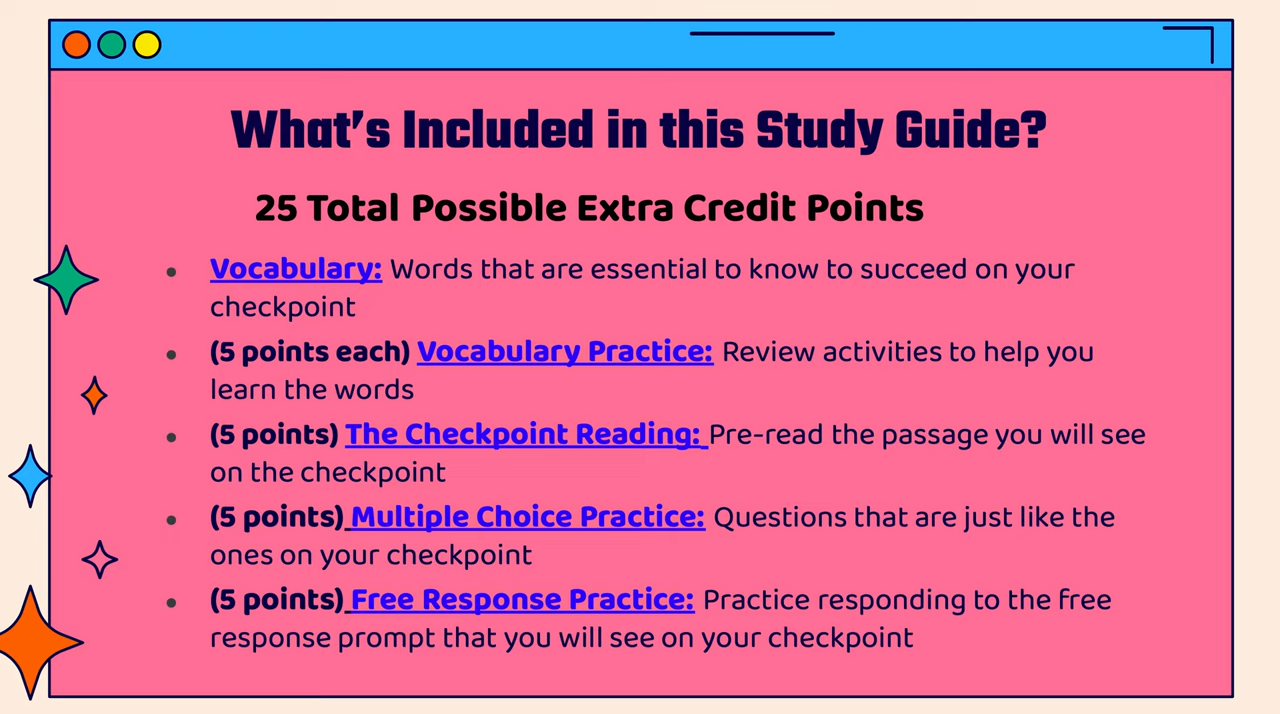 What's Included in this Study Guide?
25 Total Possible Extra Credit Points
• Vocabulary: Words that are essential to know to succeed on your
checkpoint
• (5 points each) Vocabulary Practice: Review activities to help you
learn the words
• (5 points) The Checkpoint Reading: Pre-read the passage you will see
on the checkpoint
• (5 points) Multiple Choice Practice: Questions that are just like the
ones on your checkpoint
• (5 points) Free Response Practice: Practice responding to the free
response prompt that you will see on your checkpoint